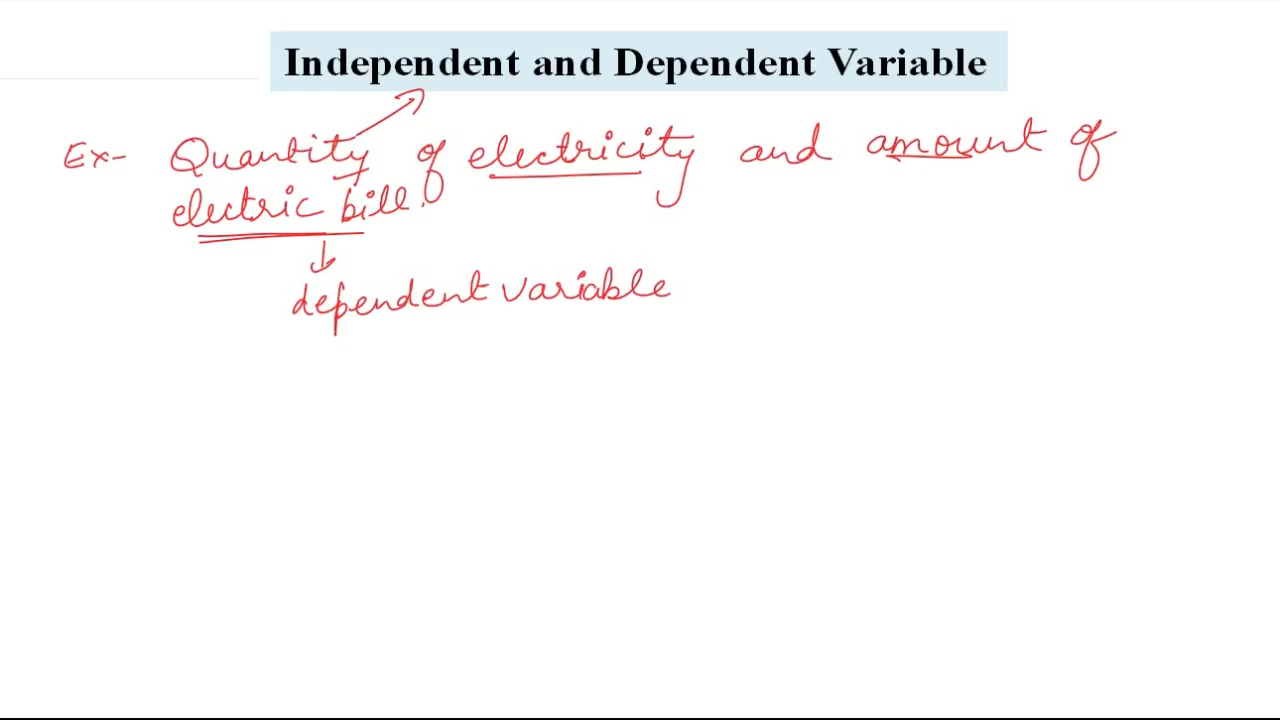 Independent and Dependent Variable
Ex- Quantity of electricity and amount of
electric bill.
dependent variable